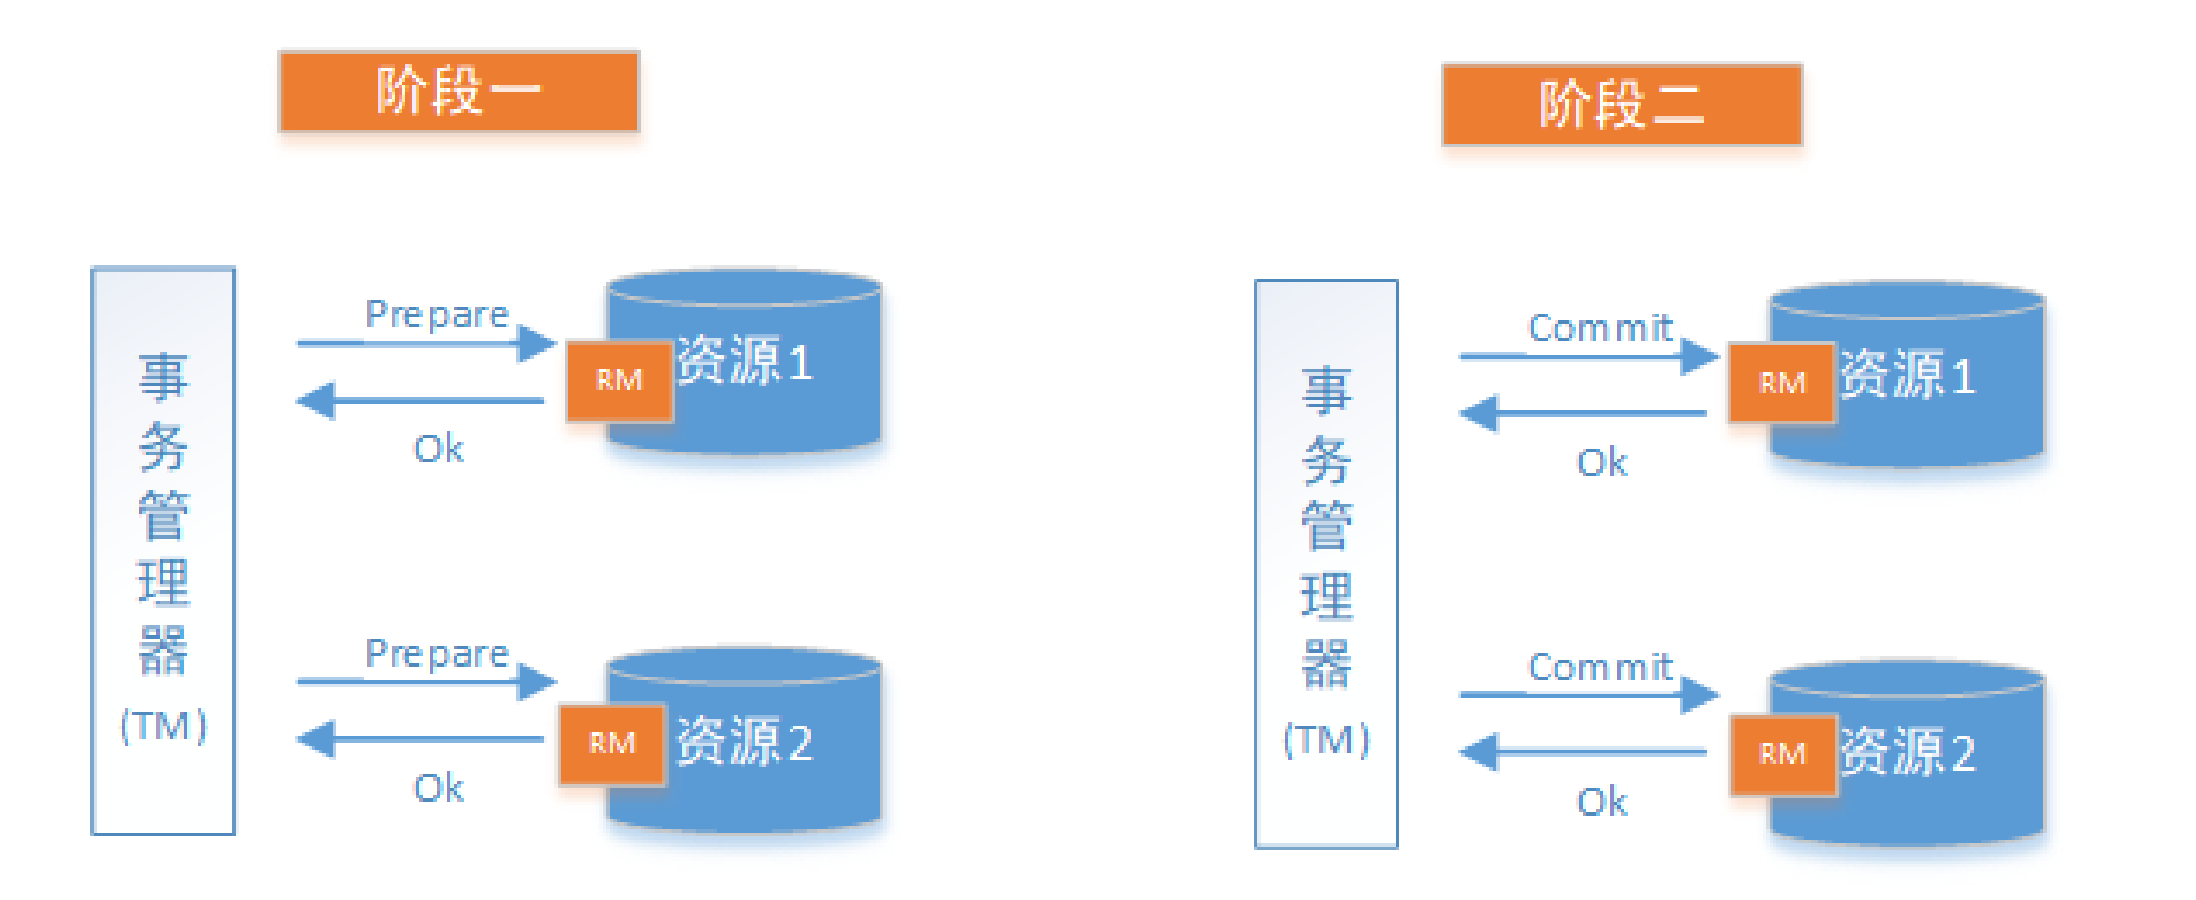 阶段一
事务管理器
(TM)
Prepare
Ok
RM
资源1
Prepare
Ok
RM
资源2
阶段二
事务管理器
(TM)
Commit
Ok
RM
资源1
Commit
Ok
RM
资源2